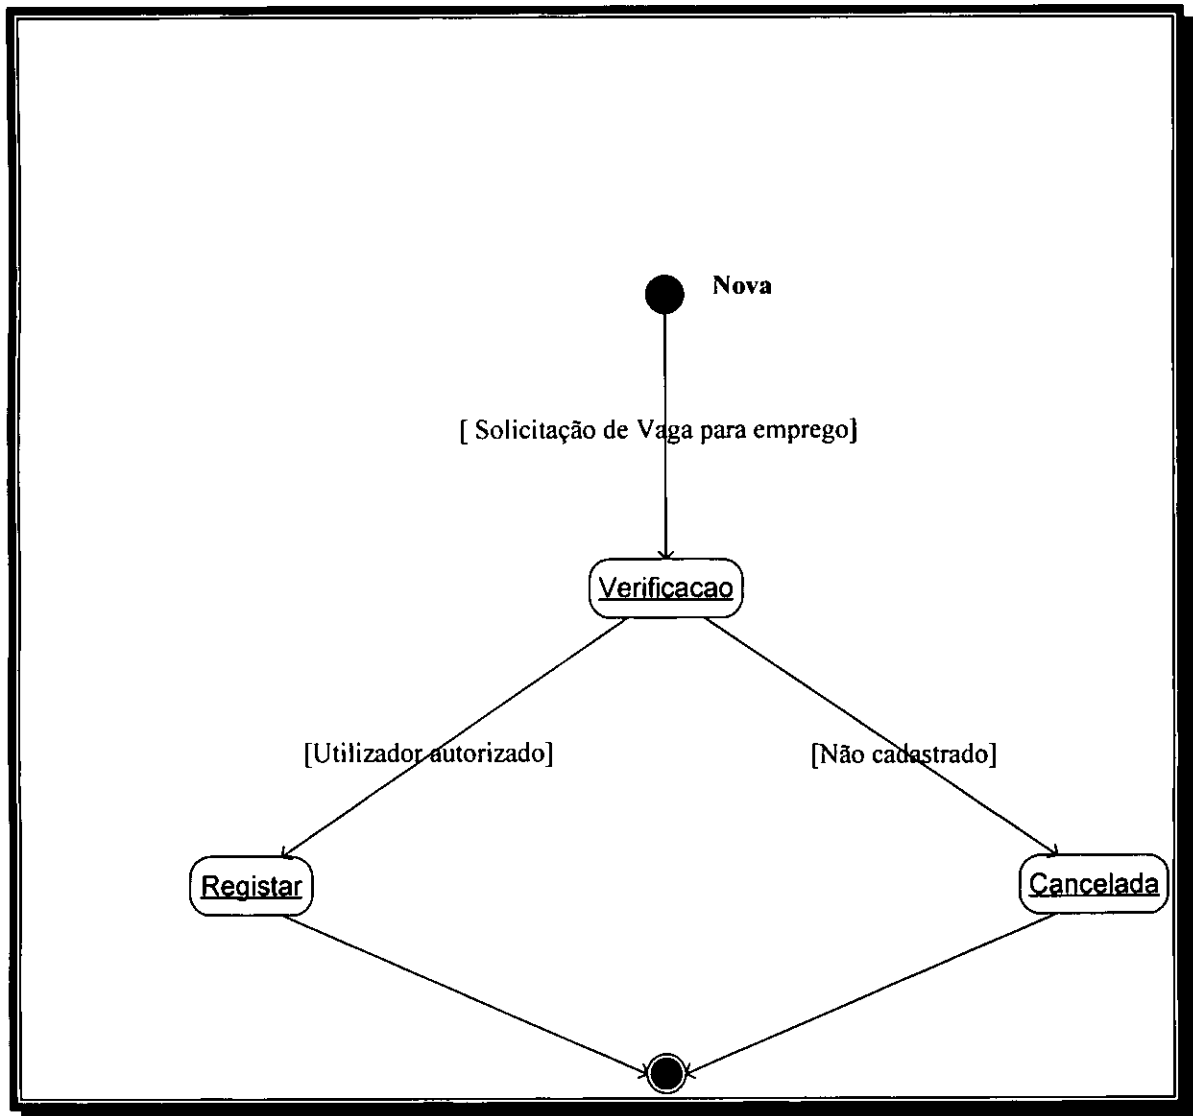 Nova
[ Solicitação de Vaga para emprego]
Verificacao
[Utilizador autorizado]
[Não cadastrado]
Registar
Cancelada